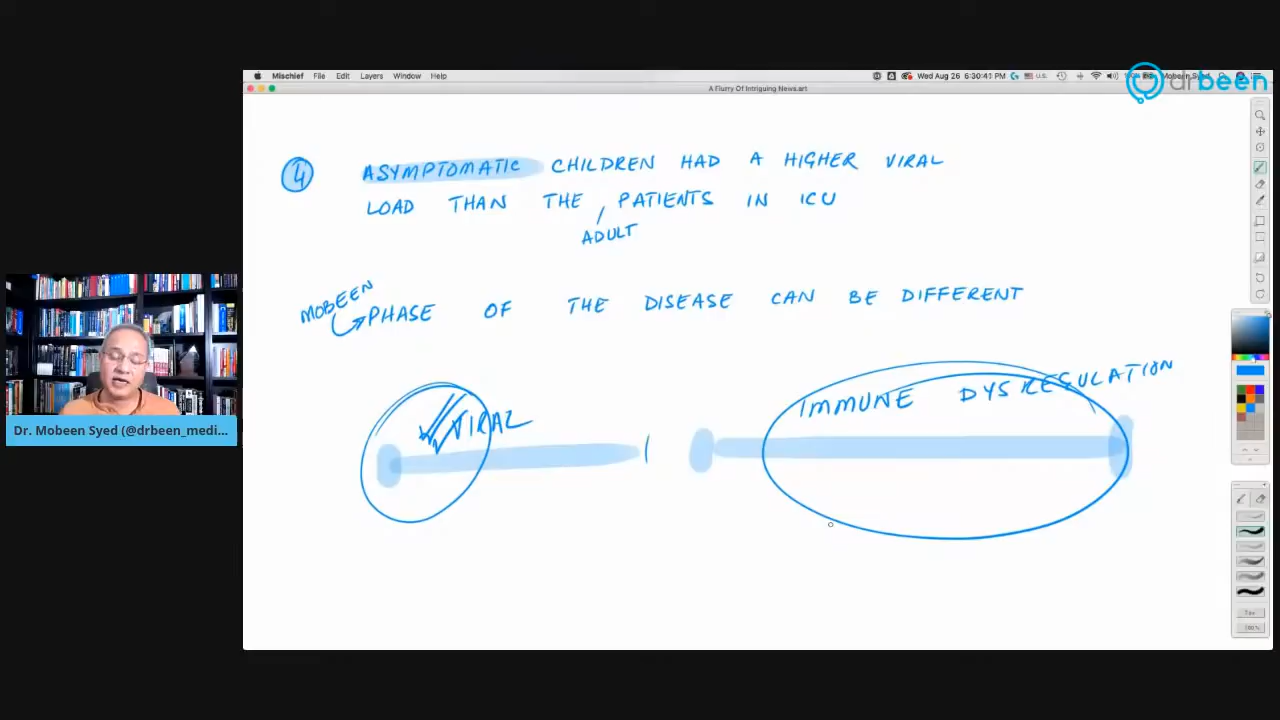 Mischief File Edit Layers Window Help
Wed Aug 26 6:30:41 PM U.S. Mobeen Syed
A Flurry Of Intriguing News.art
drbeen
4 ASYMPTOMATIC CHILDREN HAD A HIGHER VIRAL
LOAD THAN THE PATIENTS IN ICU
ADULT
MOBEEN
PHASE OF THE DISEASE CAN BE DIFFERENT
VIRAL
IMMUNE DYSREGULATION
Dr. Mobeen Syed (@drbeen_medi...